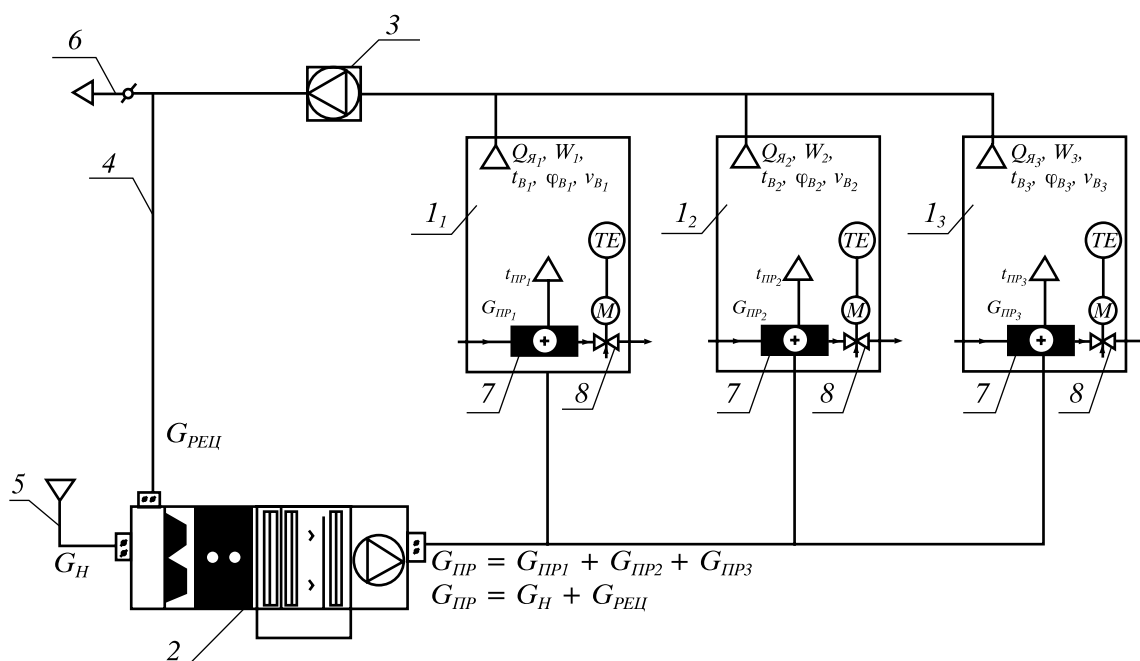 6
3
4
Q_Я1, W_1,
t_В1, φ_В1, v_В1
Q_Я2, W_2,
t_В2, φ_В2, v_В2
Q_Я3, W_3,
t_В3, φ_В3, v_В3
1_1
1_2
1_3
TE
TE
TE
t_ПР1
t_ПР2
t_ПР3
G_ПР1
M
G_ПР2
M
G_ПР3
M
7
8
7
8
7
8
G_РЕЦ
5
G_Н
G_ПР = G_ПР1 + G_ПР2 + G_ПР3
G_ПР = G_Н + G_РЕЦ
2